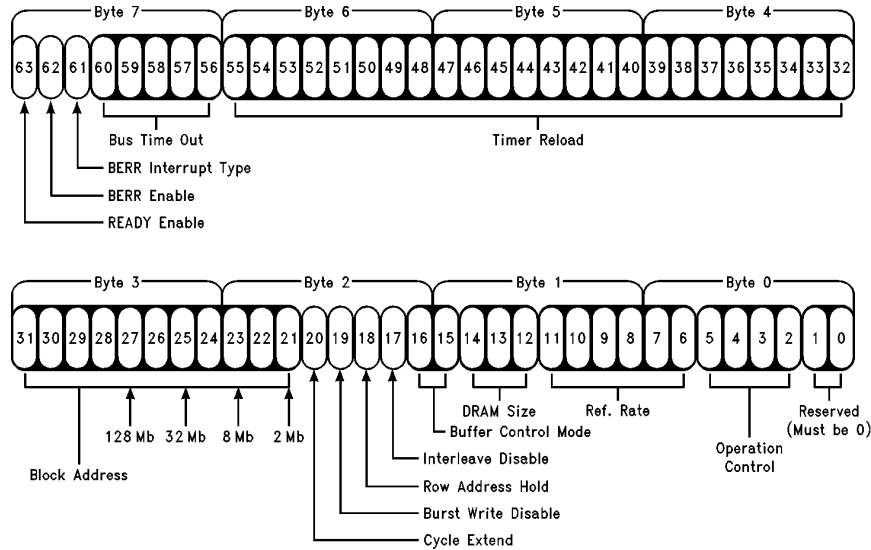 Byte 7 Byte 6 Byte 5 Byte 4
63 62 61 60 59 58 57 56 55 54 53 52 51 50 49 48 47 46 45 44 43 42 41 40 39 38 37 36 35 34 33 32
Bus Time Out Timer Reload
BERR Interrupt Type
BERR Enable
READY Enable
Byte 3 Byte 2 Byte 1 Byte 0
31 30 29 28 27 26 25 24 23 22 21 20 19 18 17 16 15 14 13 12 11 10 9 8 7 6 5 4 3 2 1 0
DRAM Size Ref. Rate Reserved
128 Mb 32 Mb 8 Mb 2 Mb Buffer Control Mode (Must be 0)
Operation
Control
Block Address
Interleave Disable
Row Address Hold
Burst Write Disable
Cycle Extend